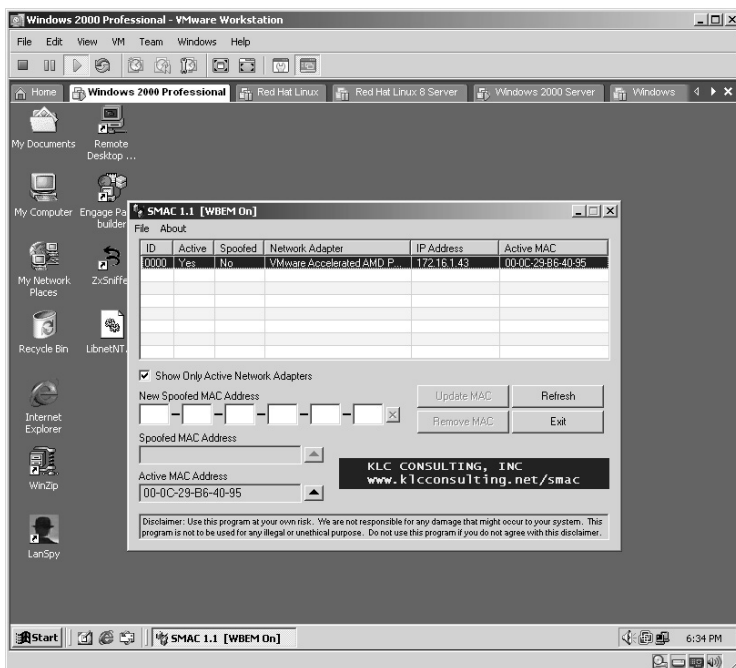 Windows 2000 Professional - VMware Workstation
File Edit View VM Team Windows Help
Home Windows 2000 Professional Red Hat Linux Red Hat Linux 8 Server Windows 2000 Server Windows
My Documents
Remote
Desktop ...
My Computer
Engage Pa
builder
My Network
Places
ZxSniffe
Recycle Bin
LibnetNT.
Internet
Explorer
WinZip
LanSpy
SMAC 1.1 [WBEM On]
File About
ID Active Spoofed Network Adapter IP Address Active MAC
0000 Yes No VMware Accelerated AMD P... 172.16.1.43 00-0C-29-B6-40-95
Show Only Active Network Adapters
New Spoofed MAC Address
Update MAC Refresh
Remove MAC Exit
Spoofed MAC Address
KLC CONSULTING, INC
www.klcconsulting.net/smac
Active MAC Address
00-0C-29-B6-40-95
Disclaimer: Use this program at your own risk. We are not responsible for any damage that might occur to your system. This
program is not to be used for any illegal or unethical purpose. Do not use this program if you do not agree with this disclaimer.
Start SMAC 1.1 [WBEM On] 6:34 PM